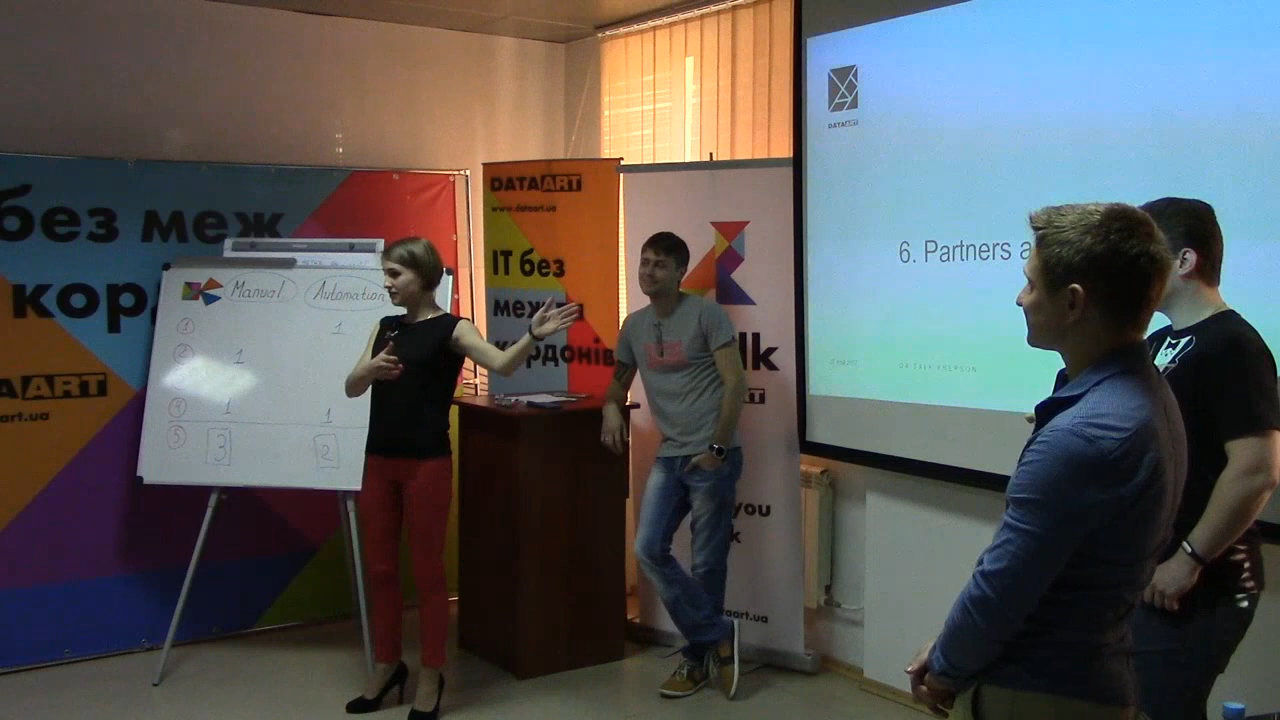 без меж
кор
DATAART
art.ua
Manual
Automation
1
1
2
1
4
1
1
5
3
2
DATAART
www.dataart.ua
IT без
меж
кордонів
lk
ART
you
k
art.ua
DATAART
6. Partners a